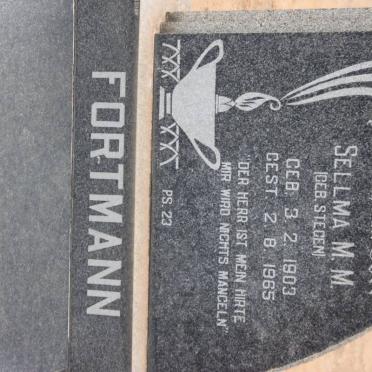 SELLMA M. M.
(GEB. STEGEN)
GEB. 3. 2. 1903
GEST. 2. 8. 1965
"DER HERR IST MEIN HIRTE
MIR WIRD NICHTS MANGELN"
PS. 23
FORTMANN